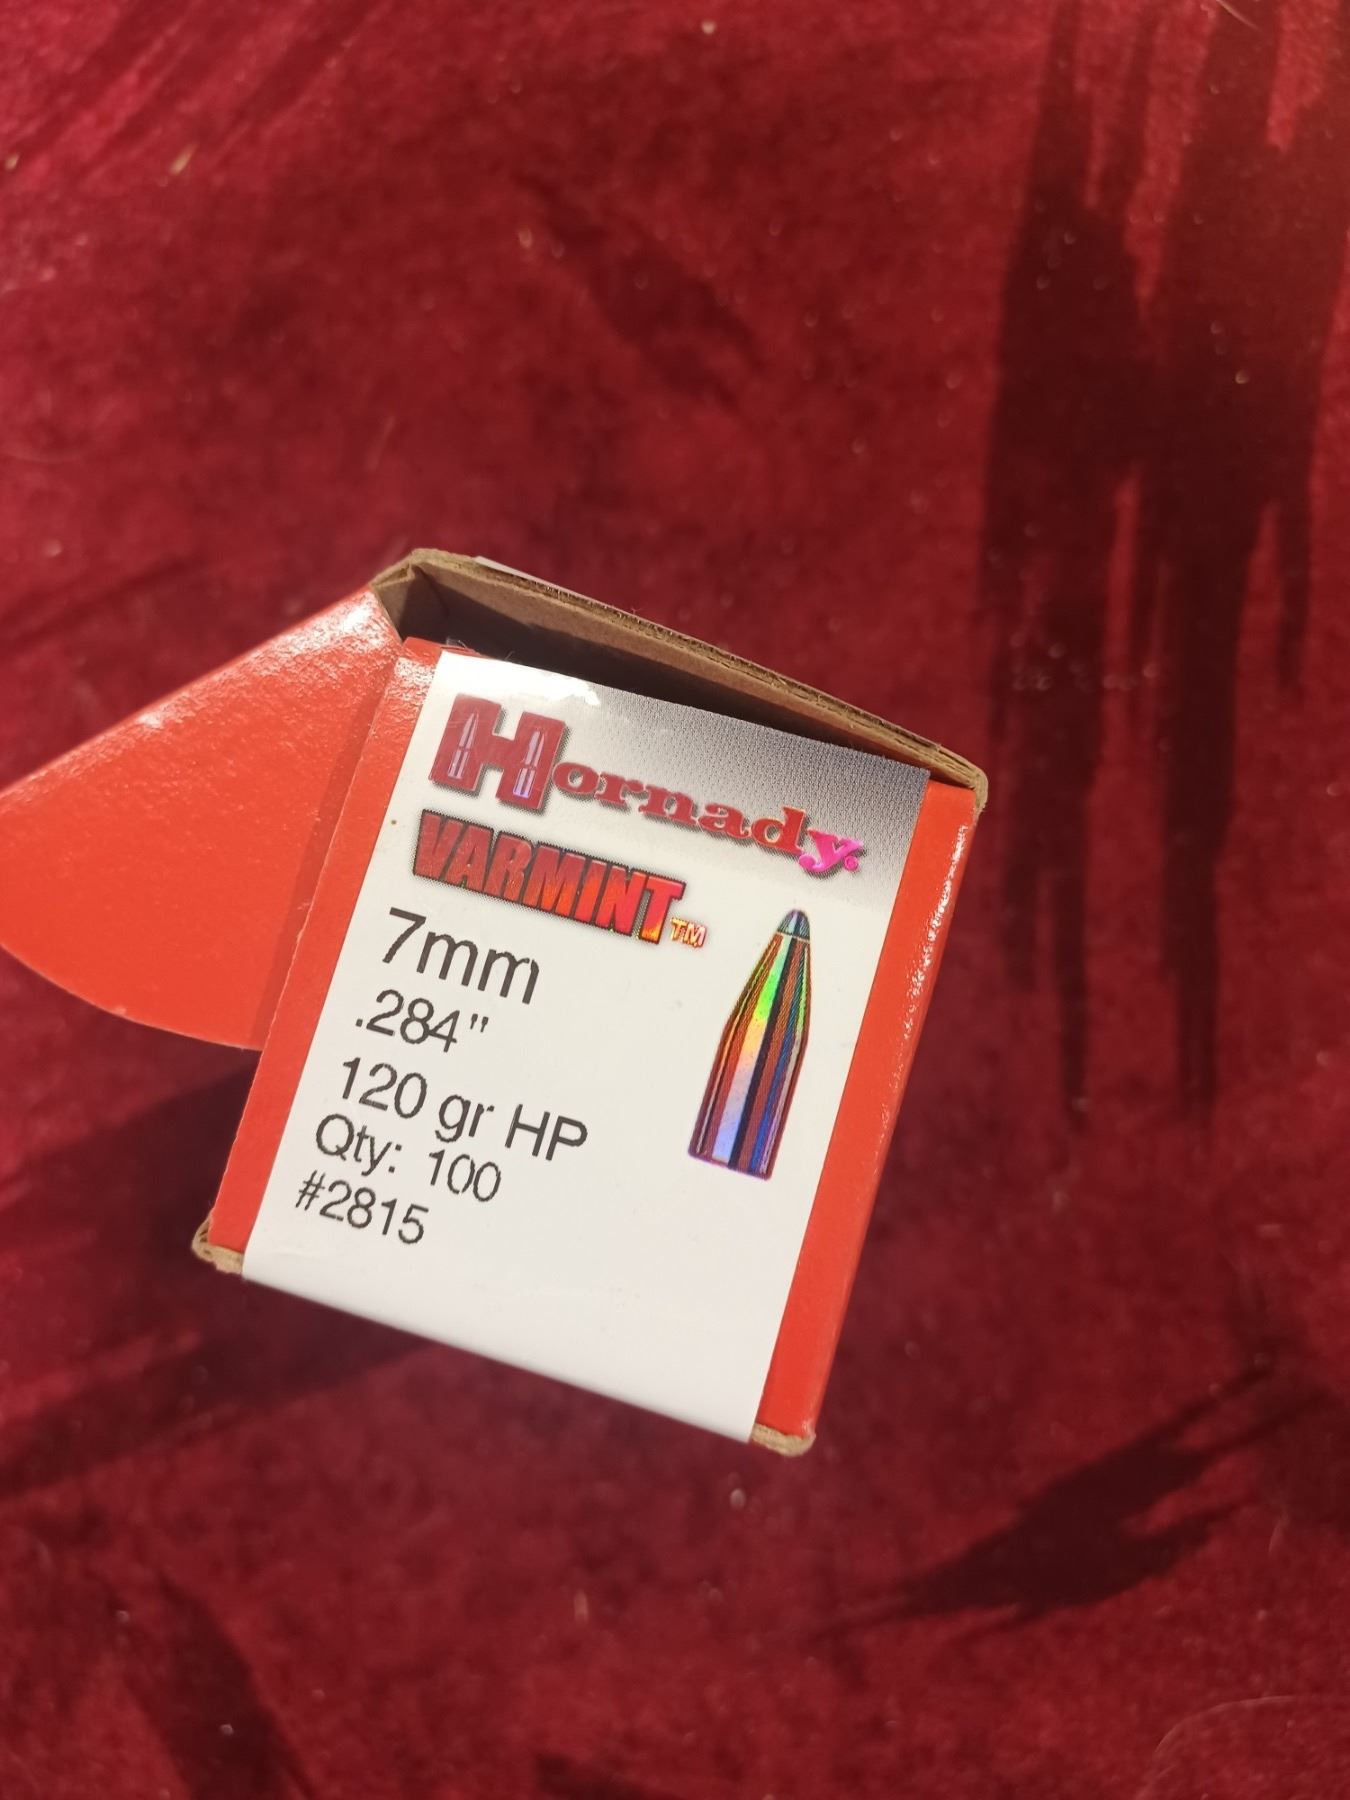 Hornady.
VARMINT™
7mm
.284"
120 gr HP
Qty: 100
#2815